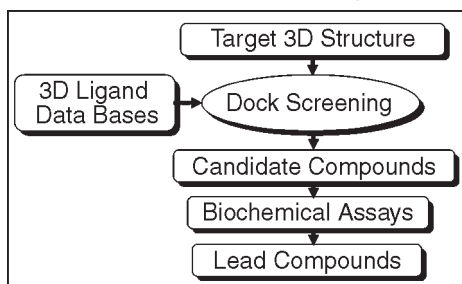 Target 3D Structure
3D Ligand
Data Bases
Dock Screening
Candidate Compounds
Biochemical Assays
Lead Compounds